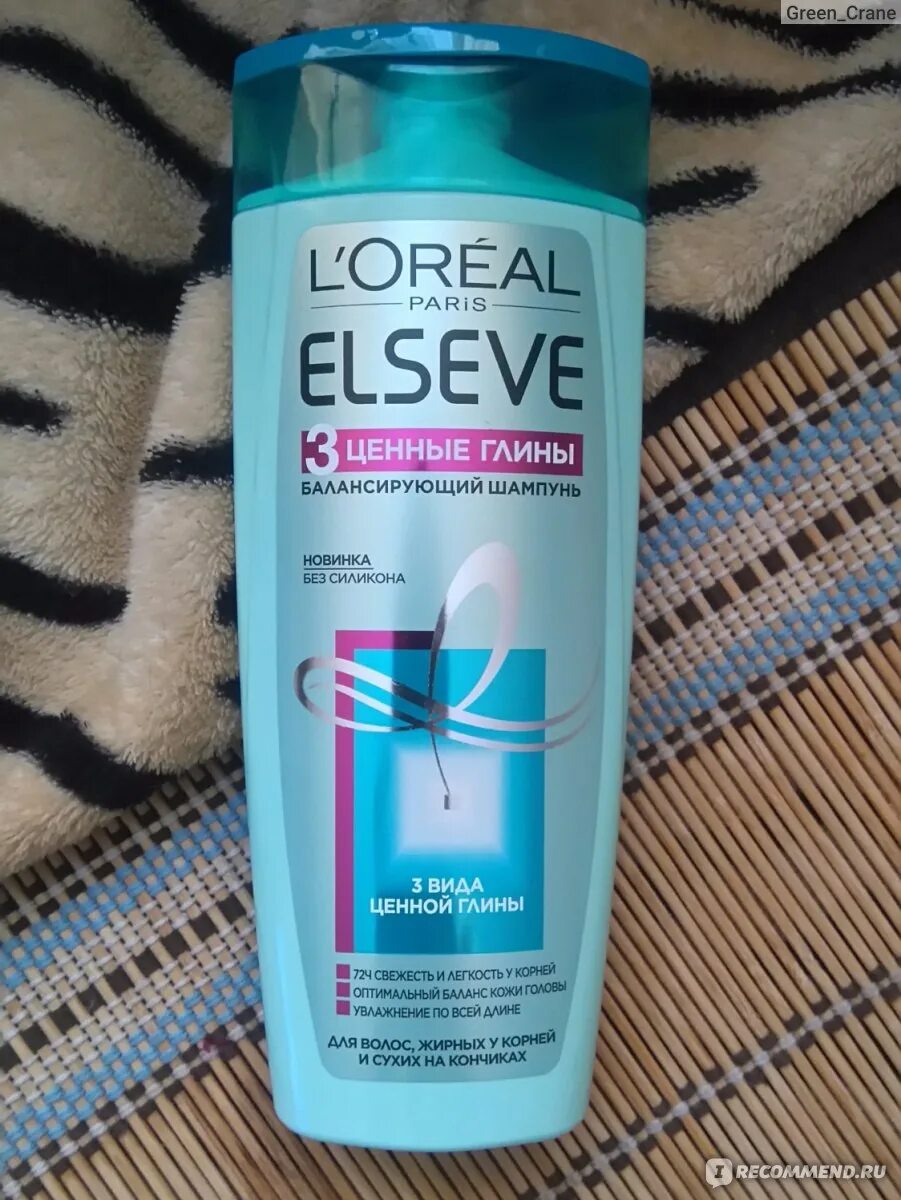 Green_Crane
L'ORÉAL
PARIS
ELSEVE
3 ЦЕННЫЕ ГЛИНЫ
БАЛАНСИРУЮЩИЙ ШАМПУНЬ
НОВИНКА
БЕЗ СИЛИКОНА
3 ВИДА
ЦЕННОЙ ГЛИНЫ
72Ч СВЕЖЕСТЬ И ЛЕГКОСТЬ У КОРНЕЙ
ОПТИМАЛЬНЫЙ БАЛАНС КОЖИ ГОЛОВЫ
УВЛАЖНЕНИЕ ПО ВСЕЙ ДЛИНЕ
ДЛЯ ВОЛОС, ЖИРНЫХ У КОРНЕЙ
И СУХИХ НА КОНЧИКАХ
IRECOMMEND.RU